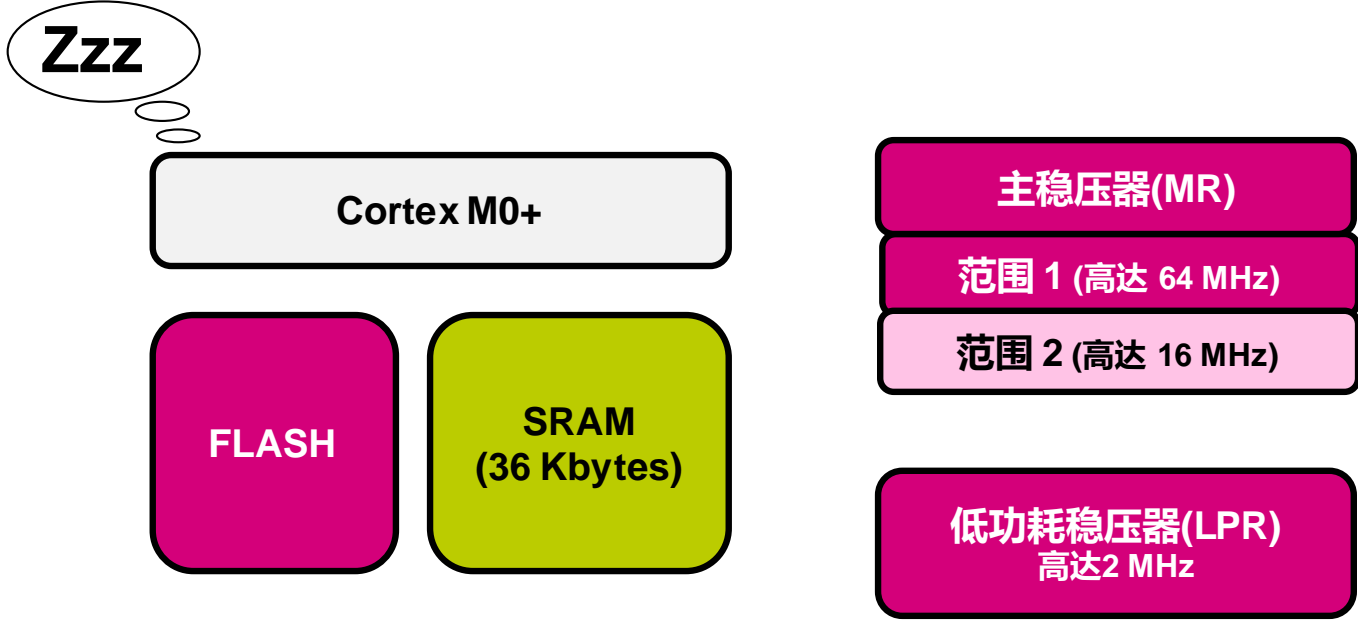 Zzz
Cortex M0+
FLASH
SRAM
(36 Kbytes)
主稳压器(MR)
范围 1 (高达 64 MHz)
范围 2 (高达 16 MHz)
低功耗稳压器(LPR)
高达2 MHz